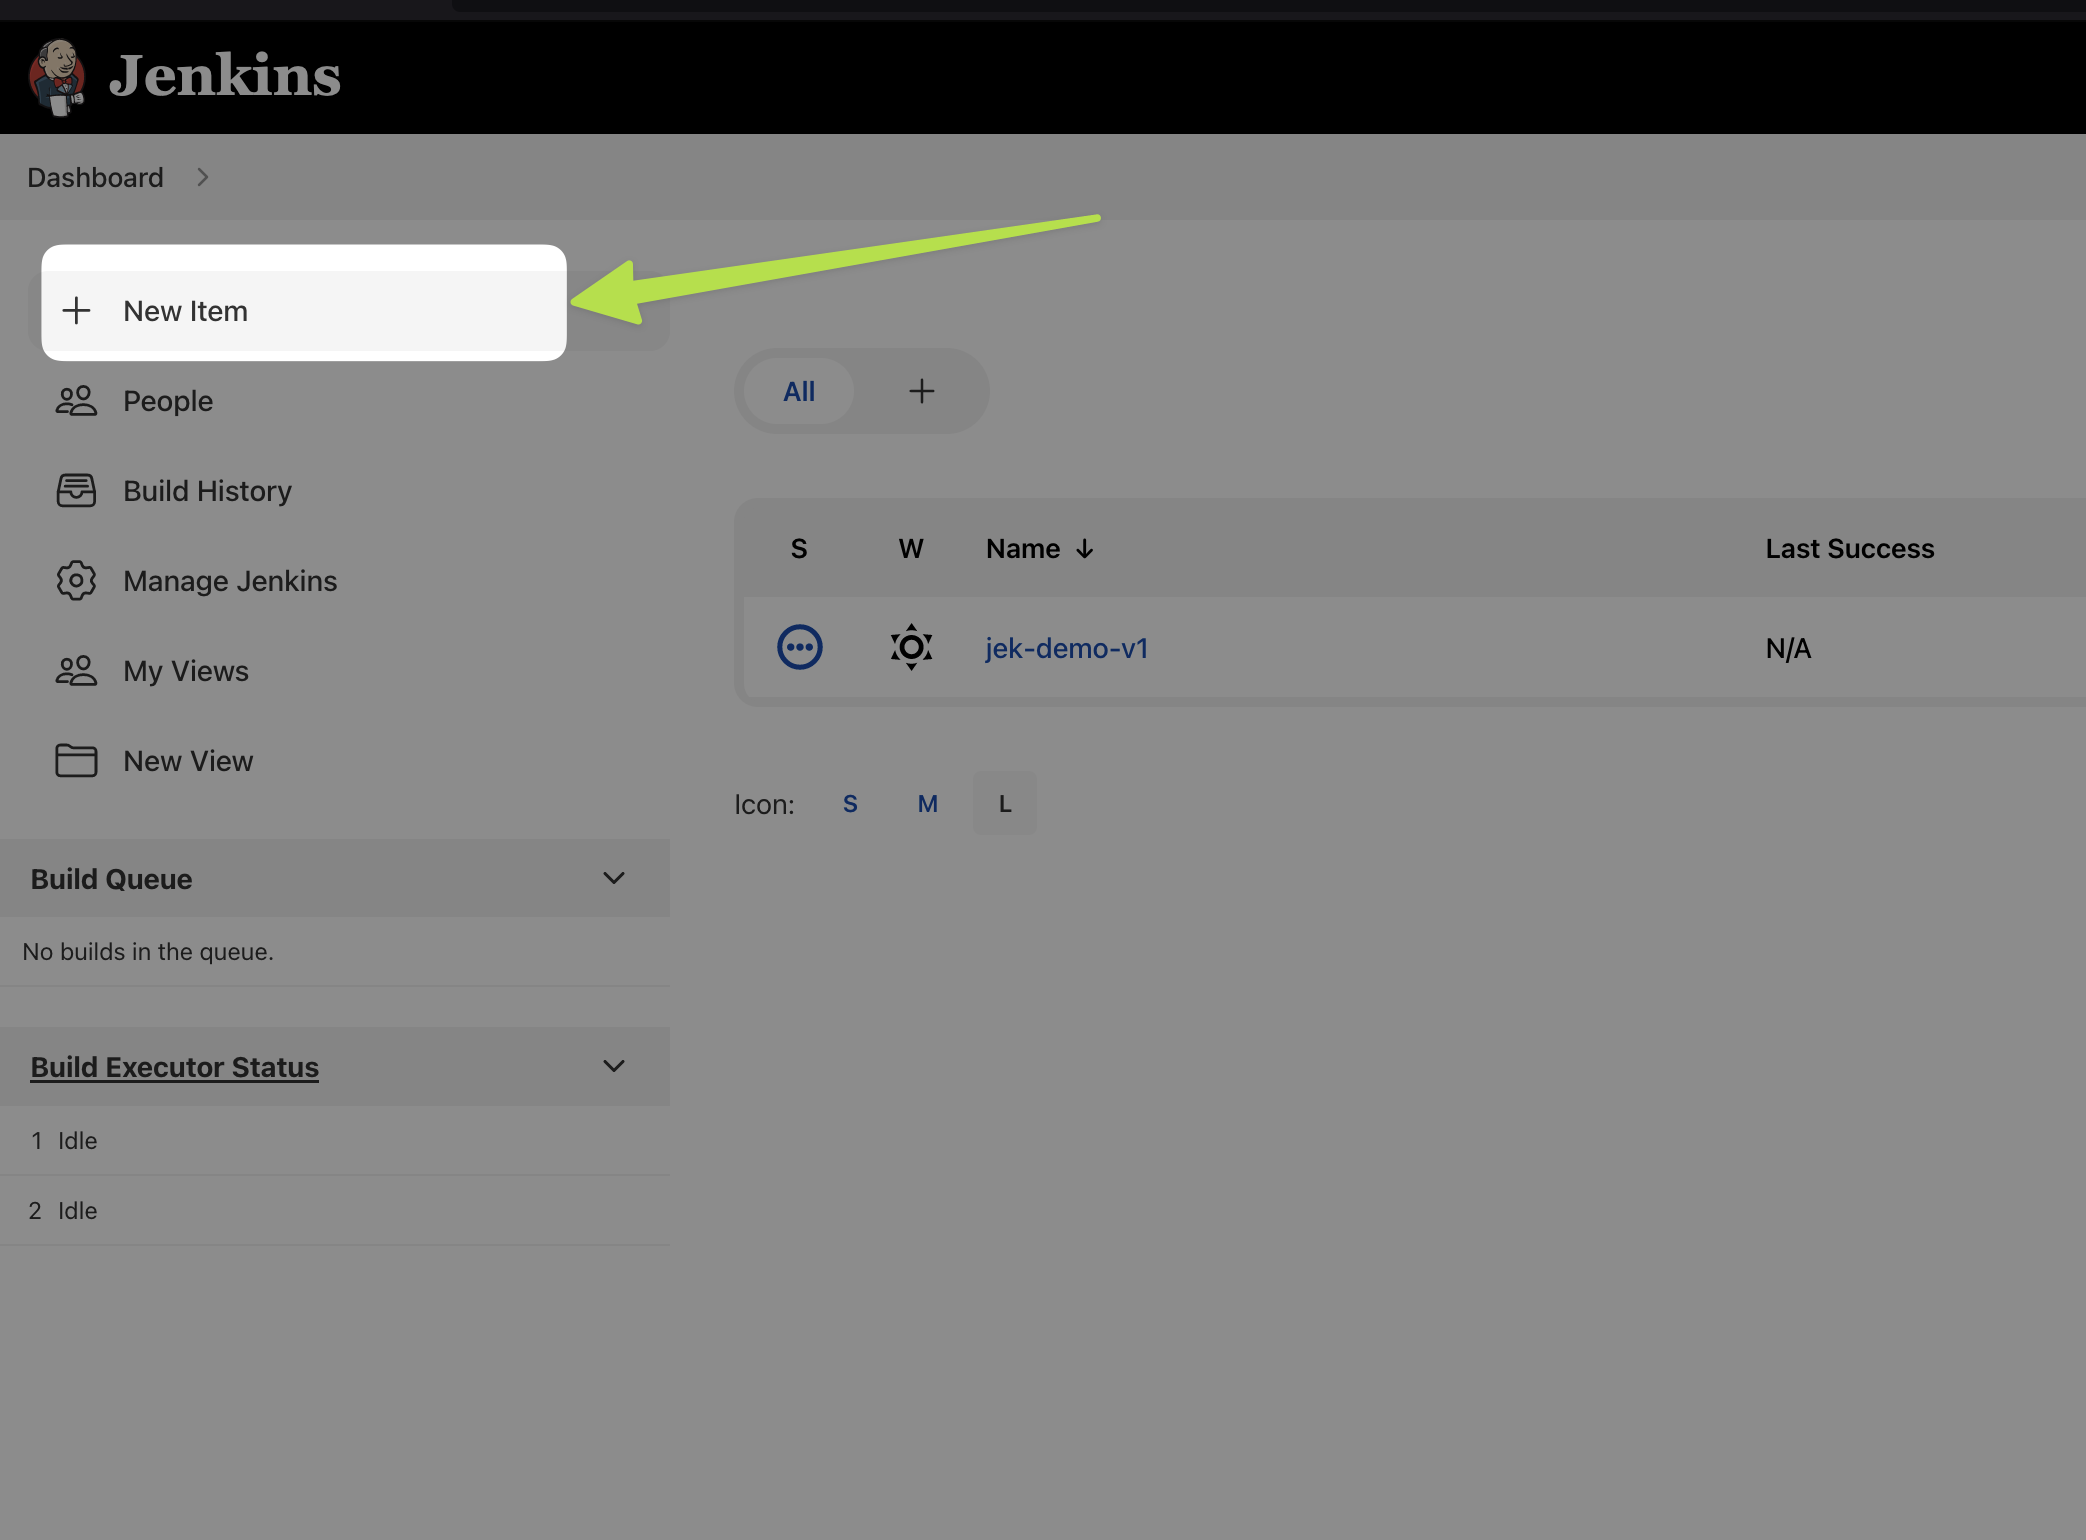 Jenkins
Dashboard
New Item
People
Build History
Manage Jenkins
My Views
New View
Build Queue
No builds in the queue.
Build Executor Status
1 Idle
2 Idle
All
S W Name ↓ Last Success
jek-demo-v1 N/A
Icon: S M L